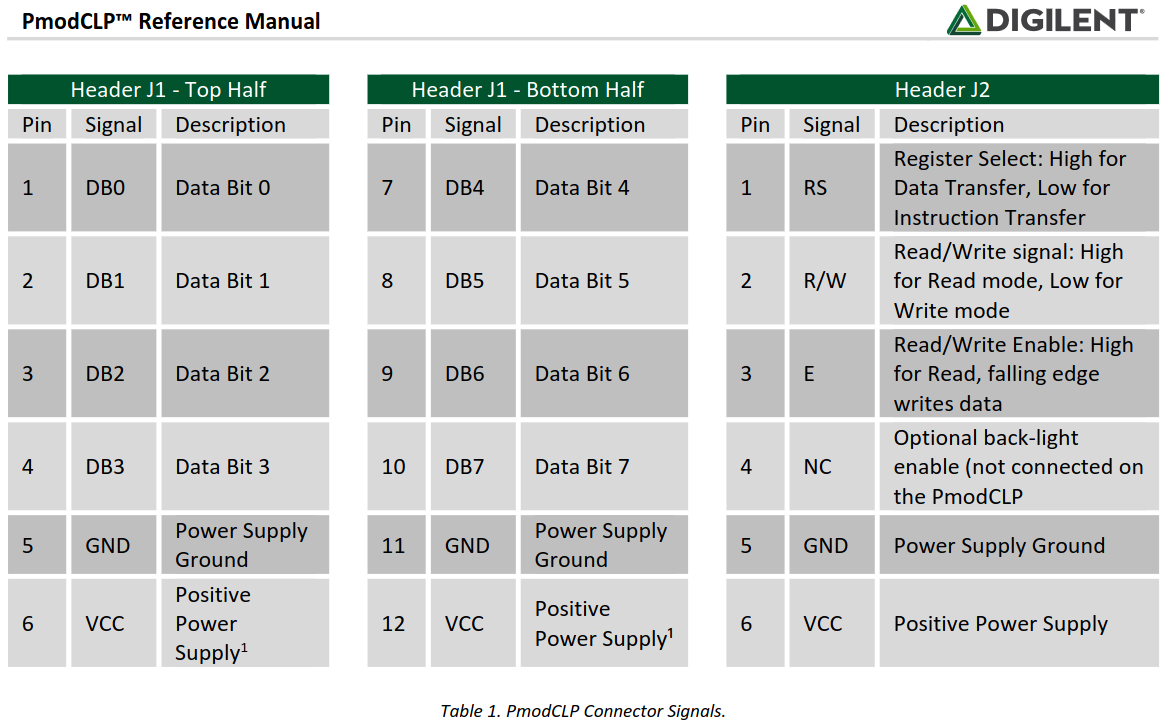 PmodCLP™ Reference Manual
DIGILENT®
Header J1 - Top Half
Pin Signal Description
1 DB0 Data Bit 0
2 DB1 Data Bit 1
3 DB2 Data Bit 2
4 DB3 Data Bit 3
5 GND Power Supply
Ground
6 VCC Positive
Power
Supply¹
Header J1 - Bottom Half
Pin Signal Description
7 DB4 Data Bit 4
8 DB5 Data Bit 5
9 DB6 Data Bit 6
10 DB7 Data Bit 7
11 GND Power Supply
Ground
12 VCC Positive
Power Supply¹
Header J2
Pin Signal Description
1 RS Register Select: High for
Data Transfer, Low for
Instruction Transfer
2 R/W Read/Write signal: High
for Read mode, Low for
Write mode
3 E Read/Write Enable: High
for Read, falling edge
writes data
4 NC Optional back-light
enable (not connected on
the PmodCLP
5 GND Power Supply Ground
6 VCC Positive Power Supply
Table 1. PmodCLP Connector Signals.